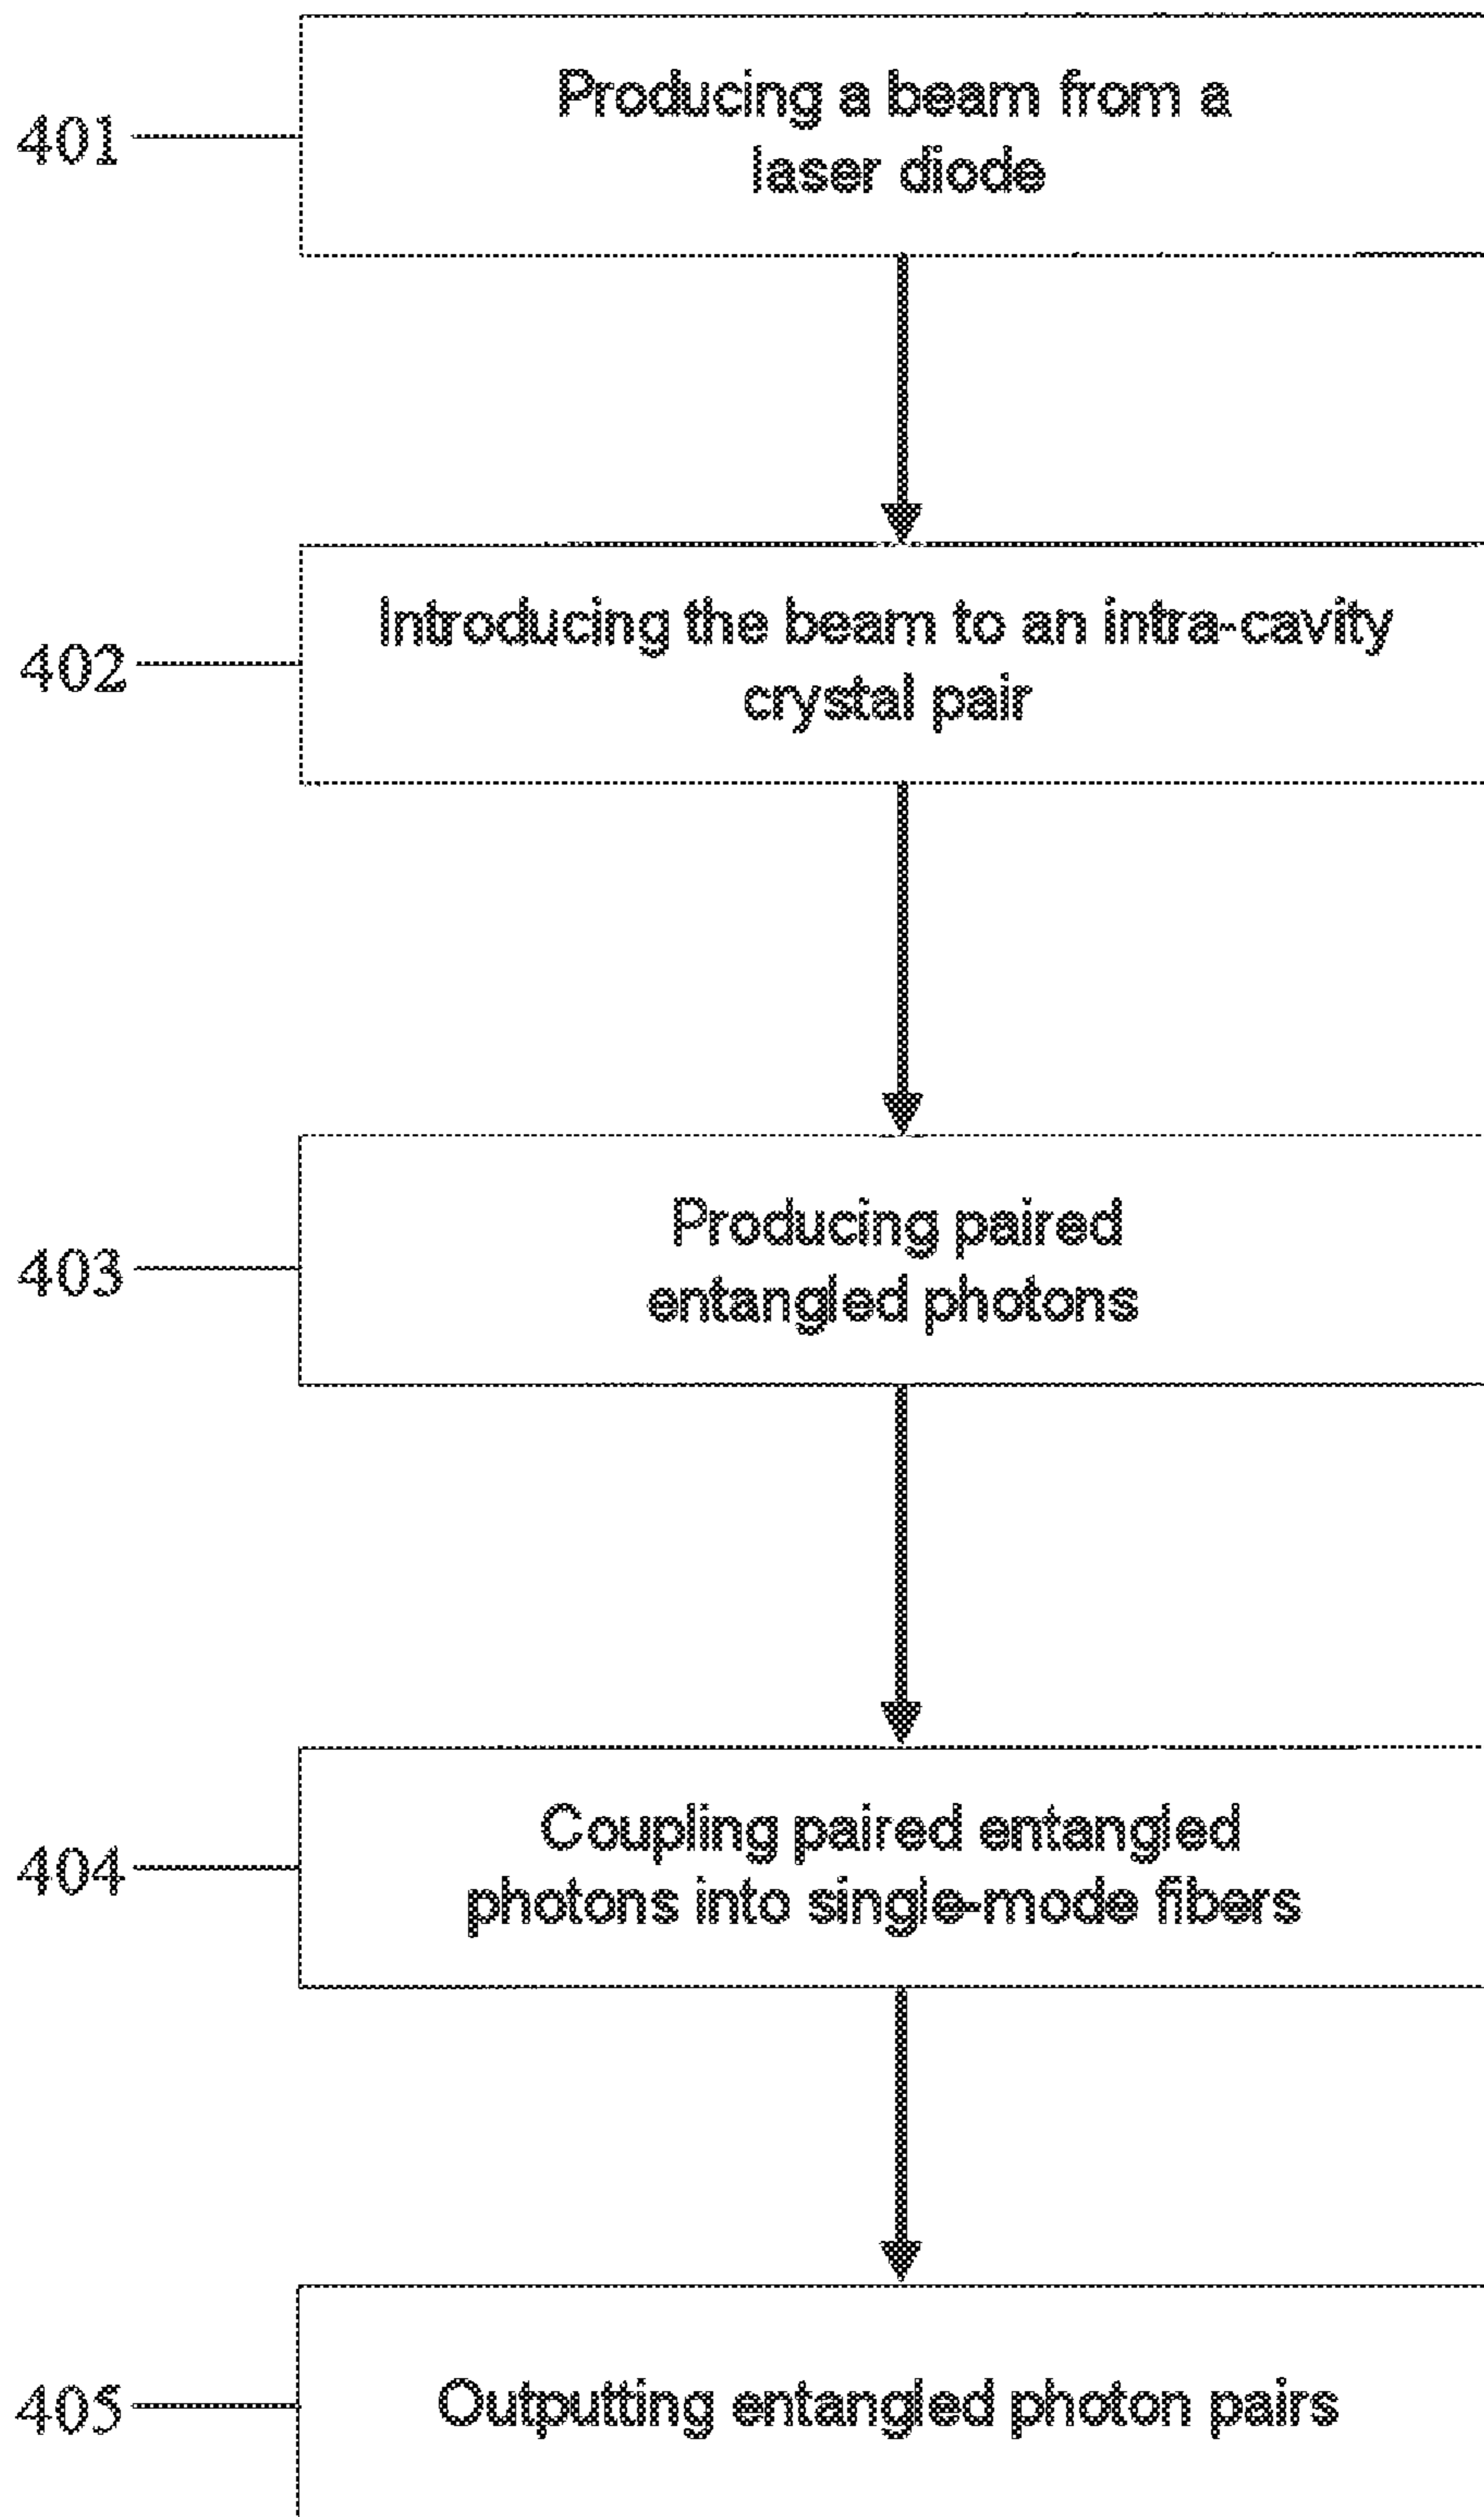 401
Producing a beam from a
laser diode
402
Introducing the beam to an intra-cavity
crystal pair
403
Producing paired
entangled photons
404
Coupling paired entangled
photons into single-mode fibers
405
Outputting entangled photon pairs